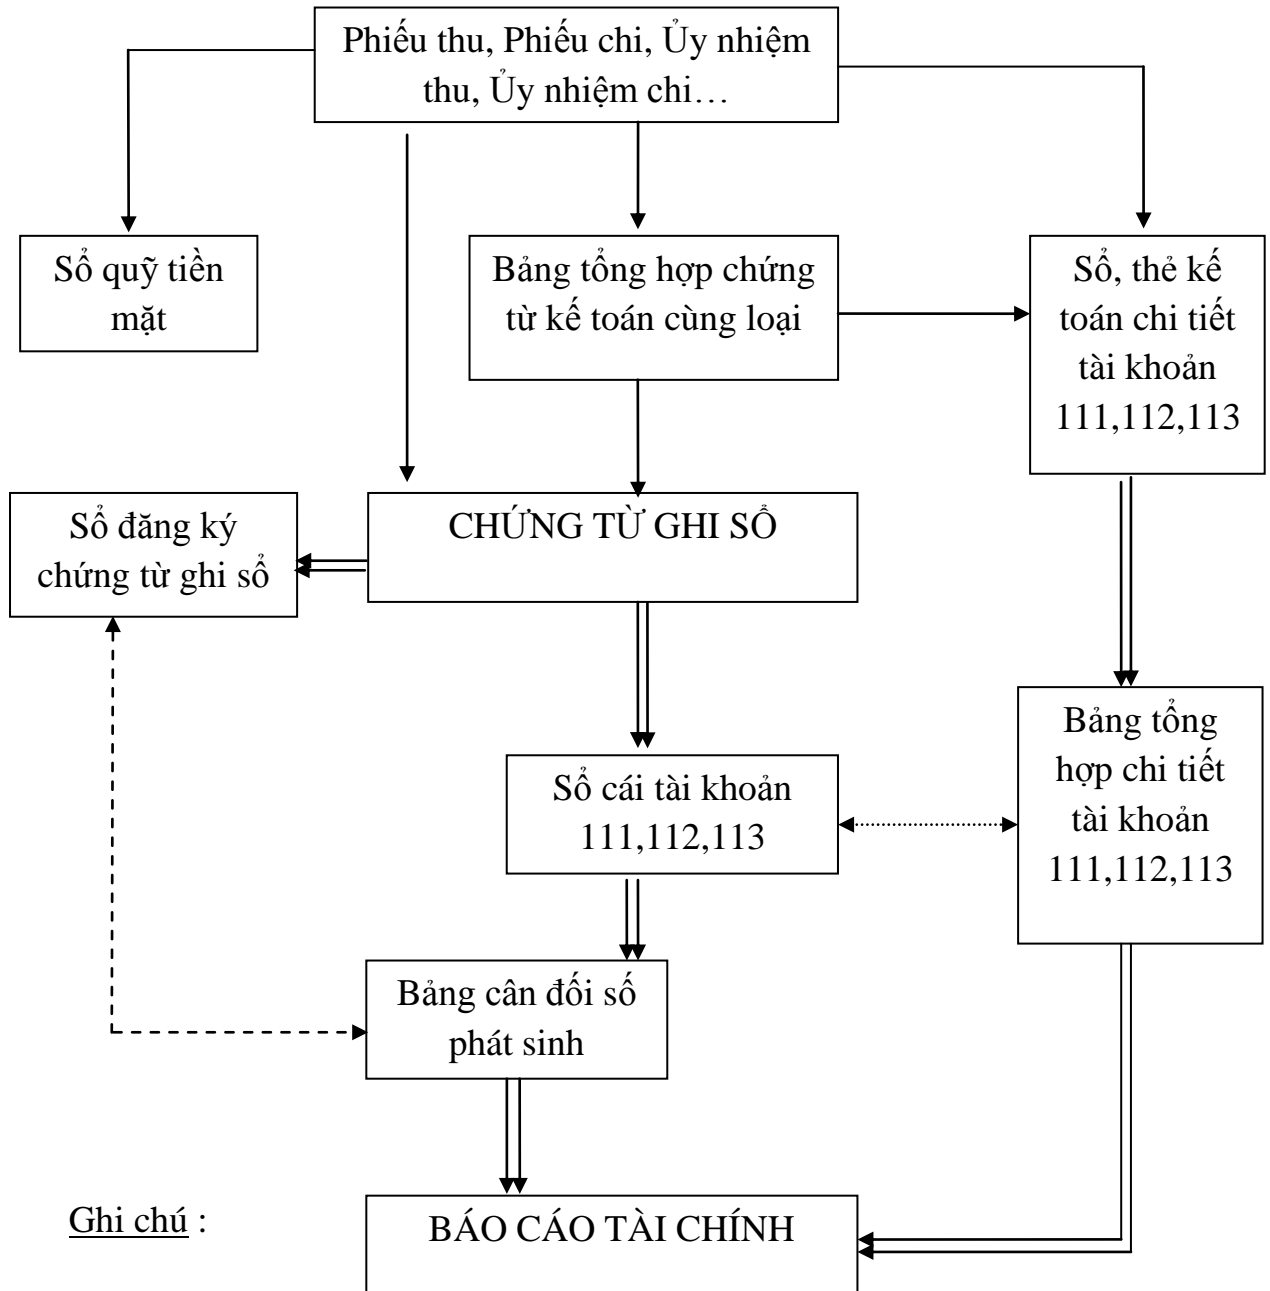 Phiếu thu, Phiếu chi, Ủy nhiệm
thu, Ủy nhiệm chi…
Sổ quỹ tiền
mặt
Bảng tổng hợp chứng
từ kế toán cùng loại
Sổ, thẻ kế
toán chi tiết
tài khoản
111,112,113
Sổ đăng ký
chứng từ ghi sổ
CHỨNG TỪ GHI SỔ
Bảng tổng
hợp chi tiết
tài khoản
111,112,113
Sổ cái tài khoản
111,112,113
Bảng cân đối số
phát sinh
Ghi chú :
BÁO CÁO TÀI CHÍNH